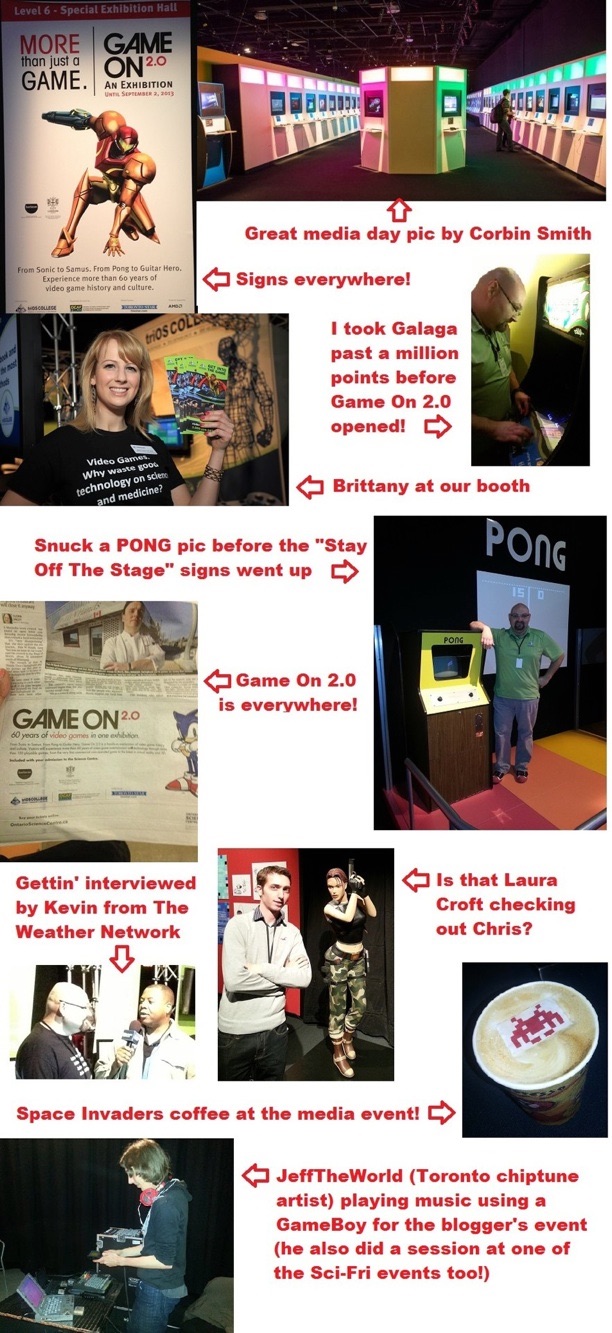 Level 6 - Special Exhibition Hall
MORE
than just a
GAME.
GAME
ON 2.0
AN EXHIBITION
UNTIL SEPTEMBER 2, 2013
From Sonic to Samus. From Pong to Guitar Hero.
Experience more than 60 years of
video game history and culture.
Great media day pic by Corbin Smith
Signs everywhere!
I took Galaga
past a million
points before
Game On 2.0
opened!
triOS COLLEGE
Video Games.
Why waste good
technology on science
and medicine?
Brittany at our booth
Snuck a PONG pic before the "Stay
Off The Stage" signs went up
PONG
15 0
PONG
GAME ON 2.0
60 years of video games in one exhibition.
Game On 2.0
is everywhere!
Gettin' interviewed
by Kevin from The
Weather Network
Is that Laura
Croft checking
out Chris?
Space Invaders coffee at the media event!
JeffTheWorld (Toronto chiptune
artist) playing music using a
GameBoy for the blogger's event
(he also did a session at one of
the Sci-Fri events too!)